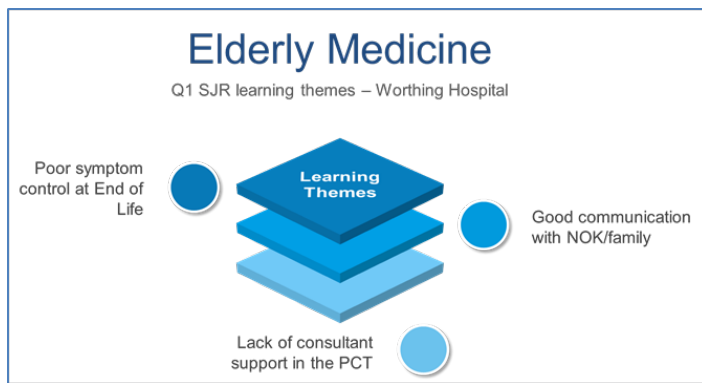 Elderly Medicine
Q1 SJR learning themes – Worthing Hospital
Learning
Themes
Poor symptom
control at End of
Life
Good communication
with NOK/family
Lack of consultant
support in the PCT